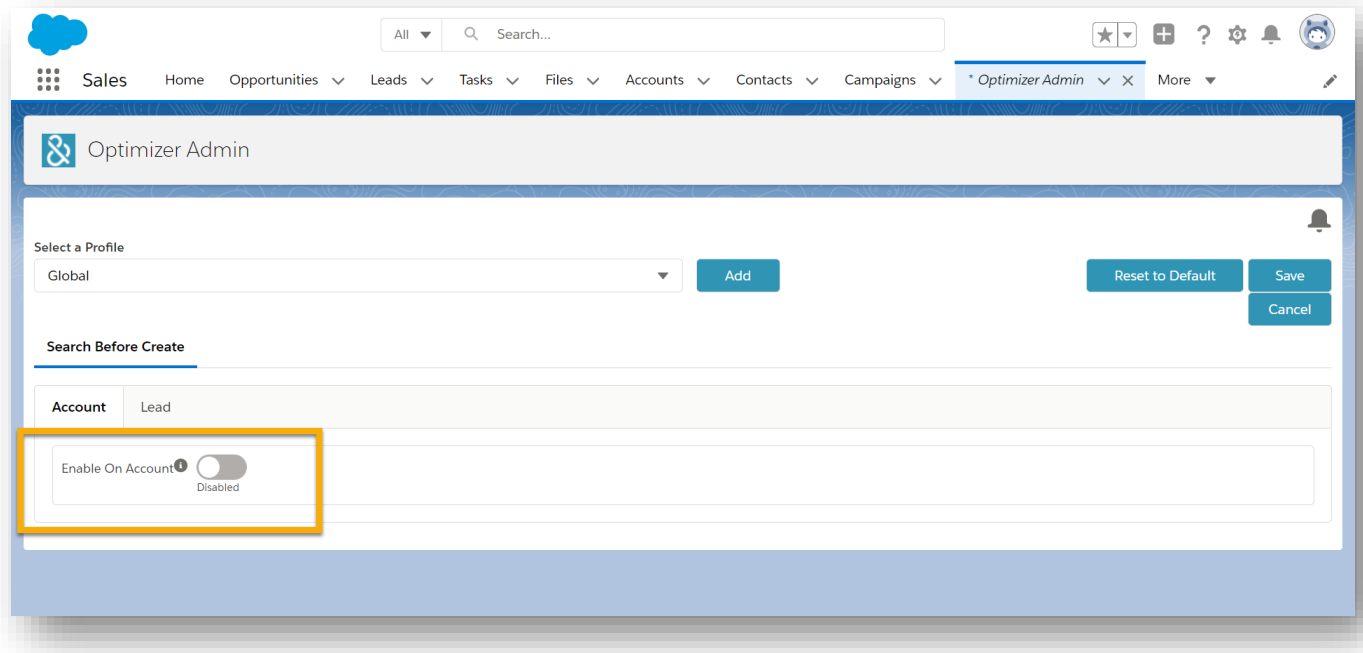 All Search...
Sales Home Opportunities Leads Tasks Files Accounts Contacts Campaigns * Optimizer Admin More
& Optimizer Admin
Select a Profile
Global Add Reset to Default Save
Cancel
Search Before Create
Account Lead
Enable On Account
Disabled